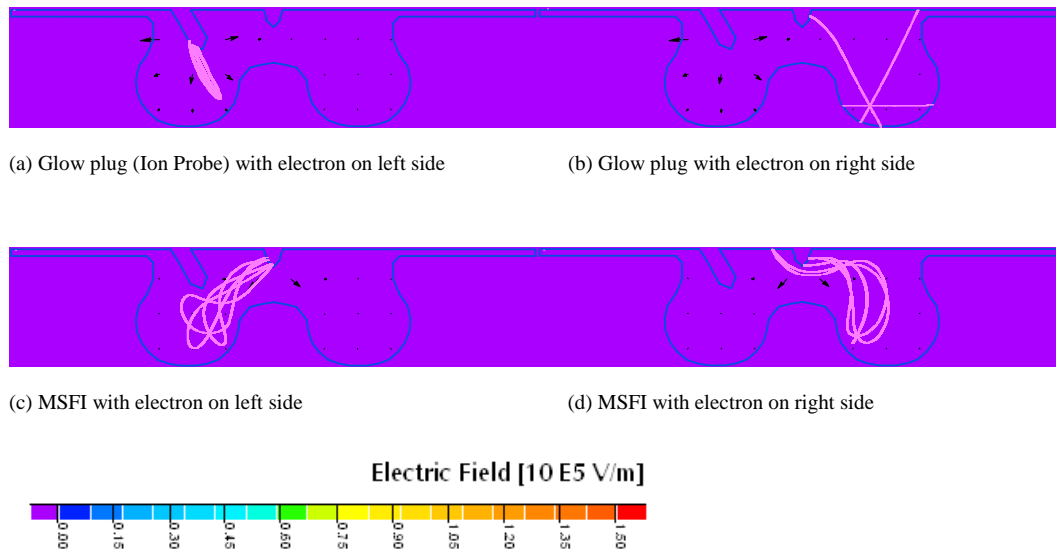 (a) Glow plug (Ion Probe) with electron on left side
(b) Glow plug with electron on right side
(c) MSFI with electron on left side
(d) MSFI with electron on right side
Electric Field [10 E5 V/m]
0.00 0.15 0.30 0.45 0.60 0.75 0.90 1.05 1.20 1.35 1.50